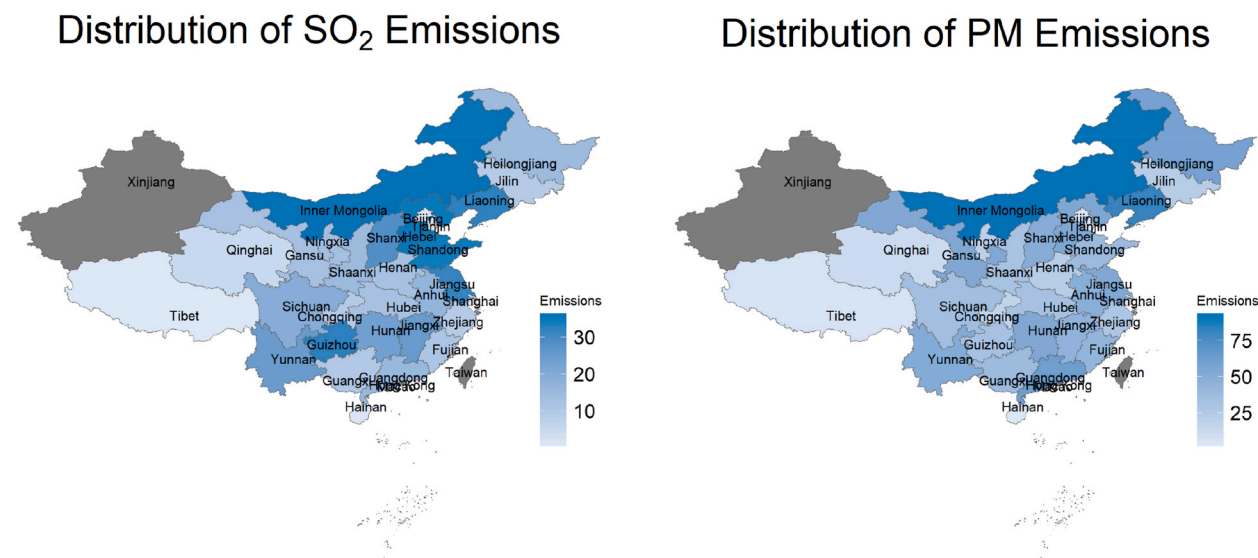 Distribution of SO₂ Emissions
Xinjiang
Heilongjiang
Jilin
Liaoning
Inner Mongolia
Beijing
Tianjin
Hebei
Shanxi
Ningxia
Shandong
Qinghai
Gansu
Henan
Shaanxi
Jiangsu
Anhui
Shanghai
Sichuan
Hubei
Chongqing
Tibet
Zhejiang
Jiangxi
Hunan
Guizhou
Fujian
Yunnan
Taiwan
Guangdong
Guangxi
Hainan
Emissions
30
20
10
Distribution of PM Emissions
Xinjiang
Heilongjiang
Jilin
Liaoning
Inner Mongolia
Beijing
Tianjin
Hebei
Shanxi
Ningxia
Shandong
Qinghai
Gansu
Henan
Shaanxi
Jiangsu
Anhui
Shanghai
Sichuan
Hubei
Chongqing
Tibet
Zhejiang
Jiangxi
Hunan
Guizhou
Fujian
Yunnan
Taiwan
Guangdong
Guangxi
Hainan
Emissions
75
50
25